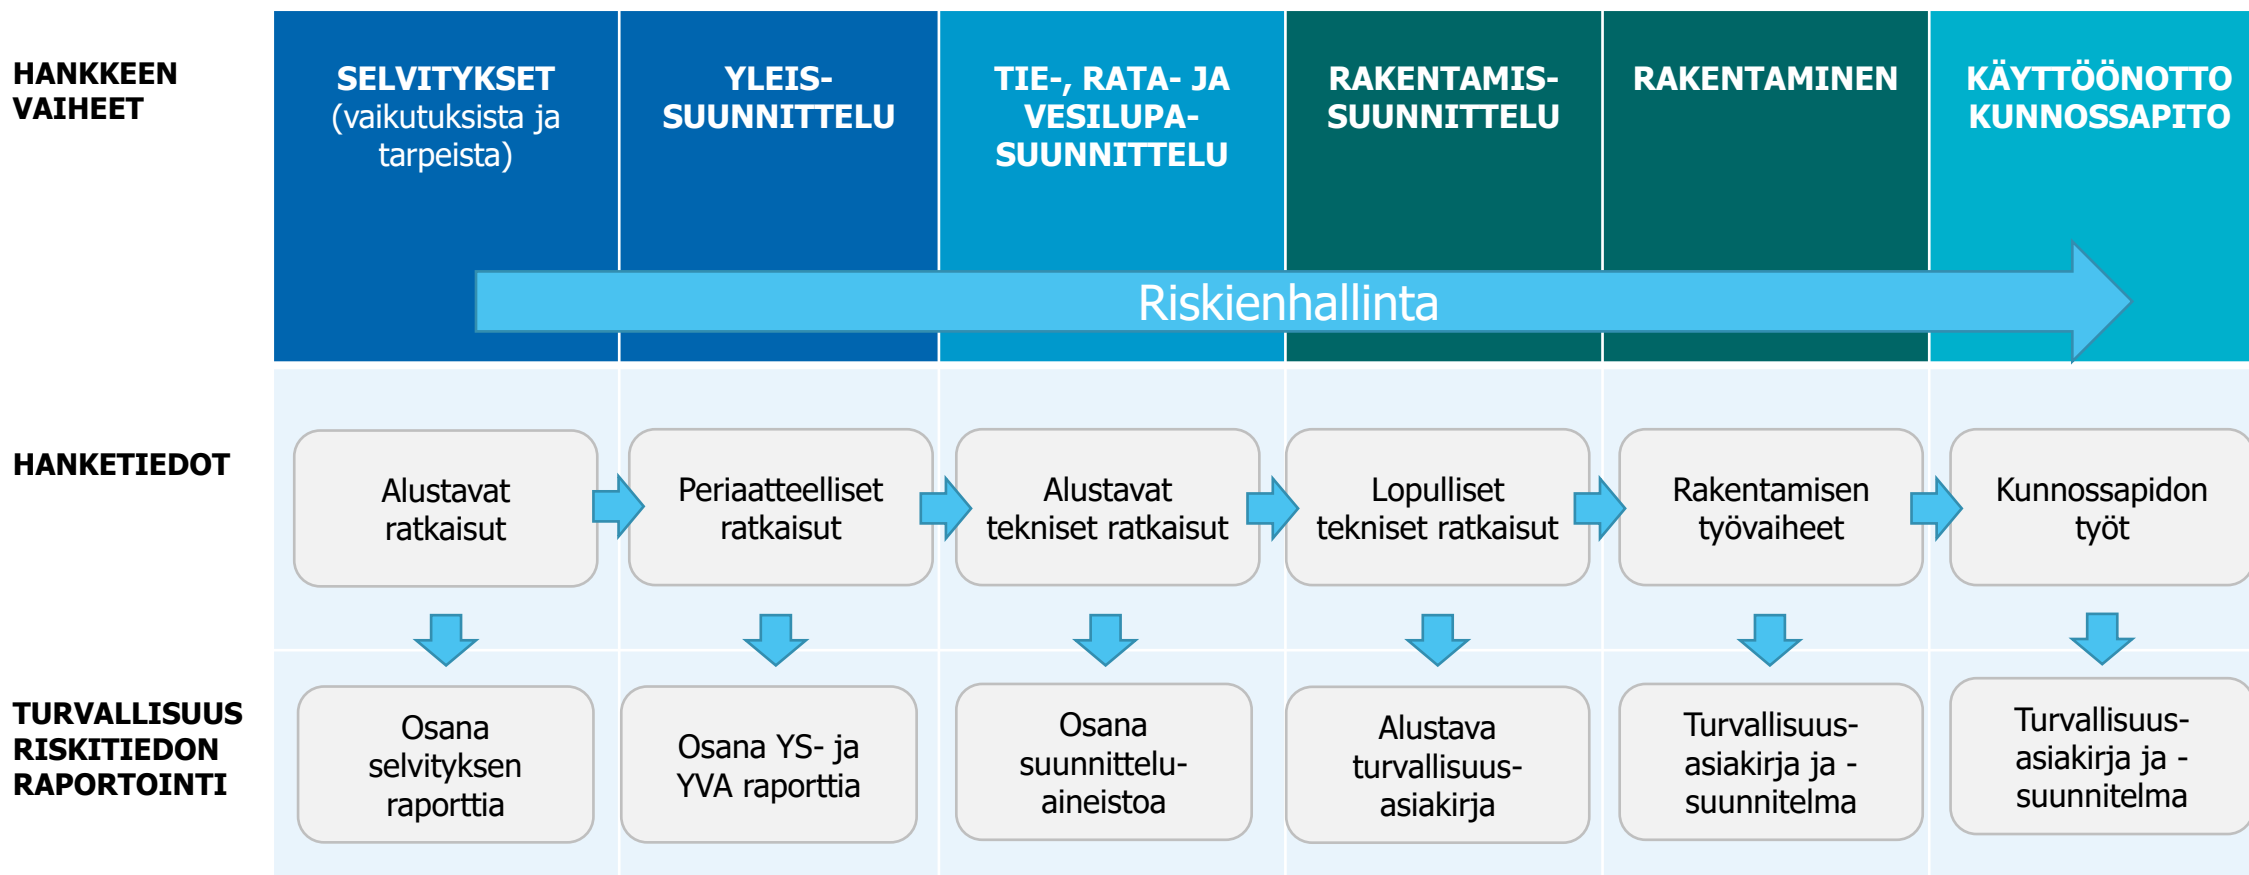 HANKKEEN
VAIHEET
SELVITYKSET
(vaikutuksista ja
tarpeista)
YLEIS-
SUUNNITTELU
TIE-, RATA- JA
VESILUPA-
SUUNNITTELU
RAKENTAMIS-
SUUNNITTELU
RAKENTAMINEN
KÄYTTÖÖNOTTO
KUNNOSSAPITO
Riskienhallinta
HANKETIEDOT
Alustavat
ratkaisut
Periaatteelliset
ratkaisut
Alustavat
tekniset ratkaisut
Lopulliset
tekniset ratkaisut
Rakentamisen
työvaiheet
Kunnossapidon
työt
TURVALLISUUS
RISKITIEDON
RAPORTOINTI
Osana
selvityksen
raporttia
Osana YS- ja
YVA raporttia
Osana
suunnittelu-
aineistoa
Alustava
turvallisuus-
asiakirja
Turvallisuus-
asiakirja ja -
suunnitelma
Turvallisuus-
asiakirja ja -
suunnitelma